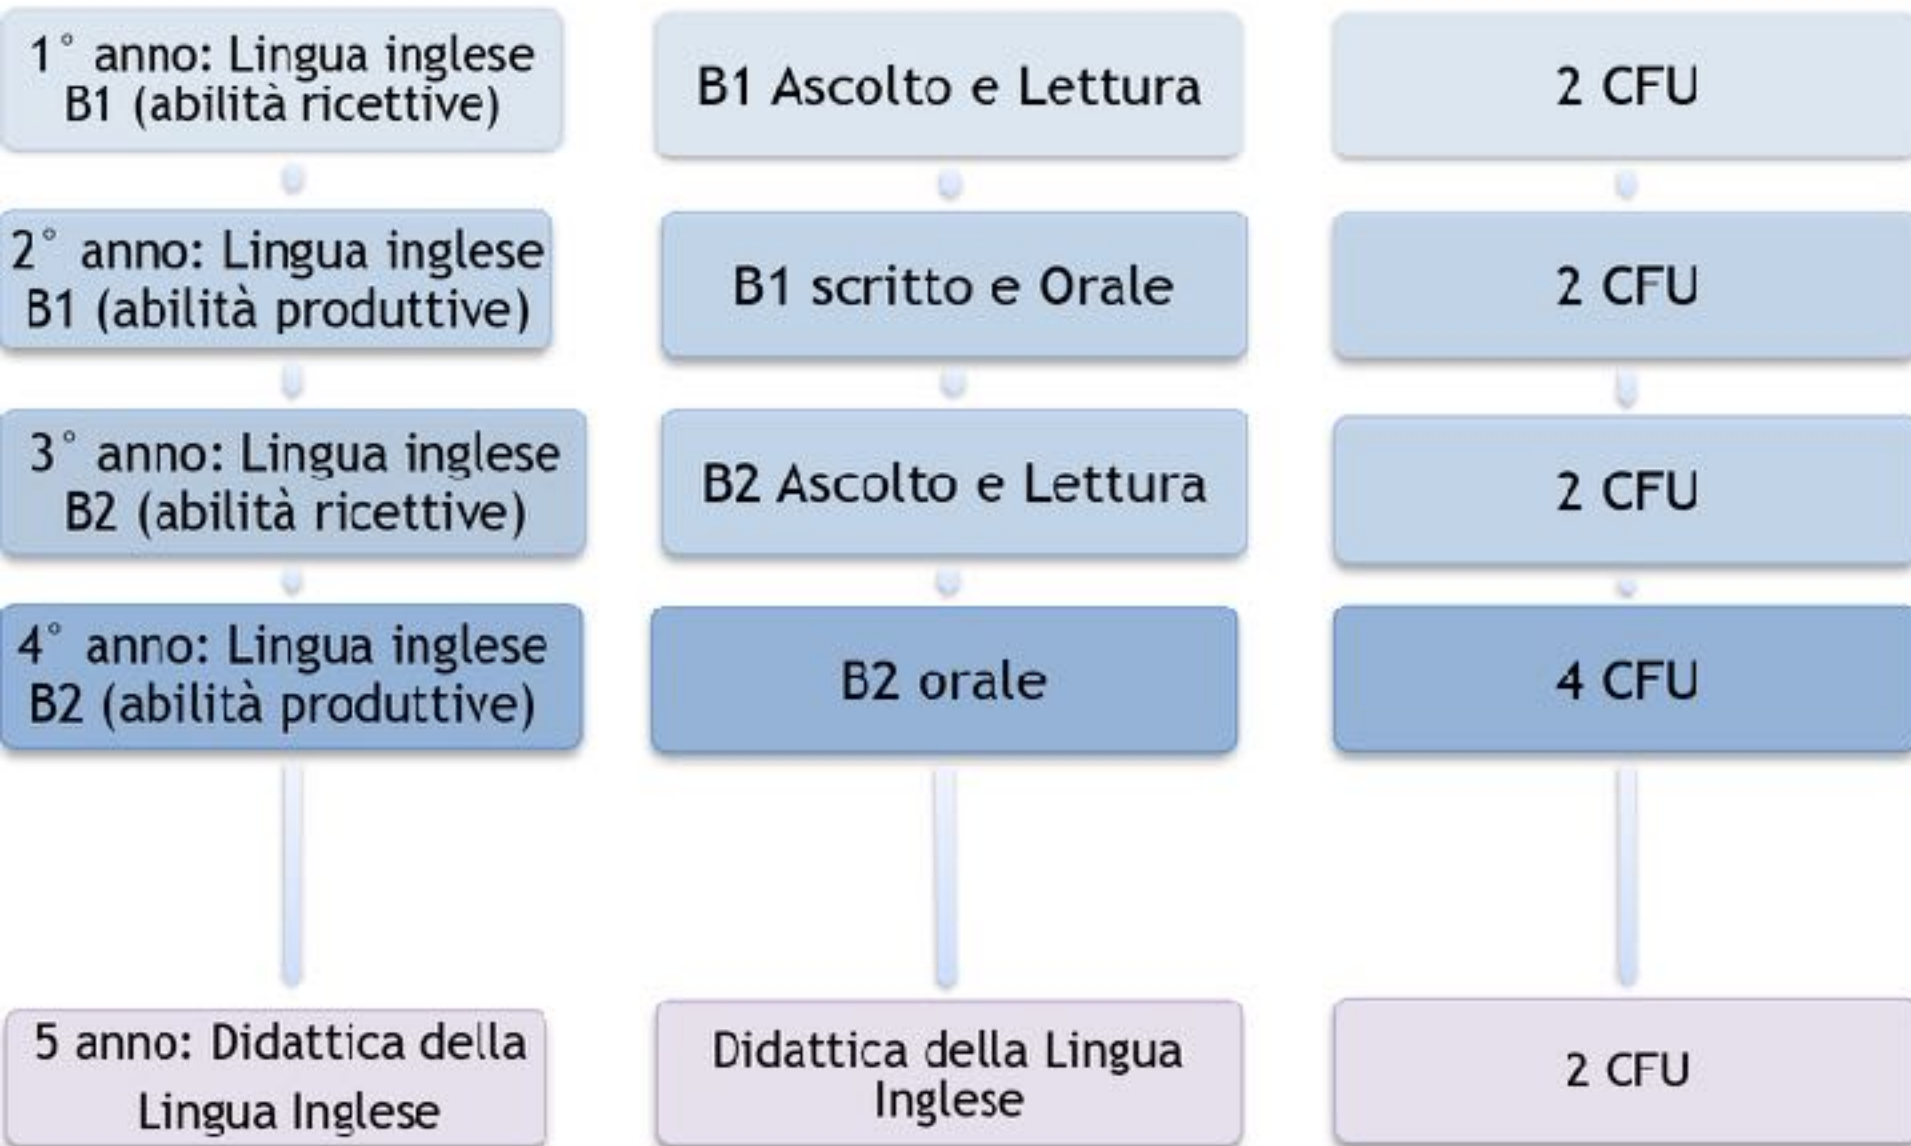 1° anno: Lingua inglese
B1 (abilità ricettive)
B1 Ascolto e Lettura
2 CFU
2° anno: Lingua inglese
B1 (abilità produttive)
B1 scritto e Orale
2 CFU
3° anno: Lingua inglese
B2 (abilità ricettive)
B2 Ascolto e Lettura
2 CFU
4° anno: Lingua inglese
B2 (abilità produttive)
B2 orale
4 CFU
5 anno: Didattica della
Lingua Inglese
Didattica della Lingua
Inglese
2 CFU